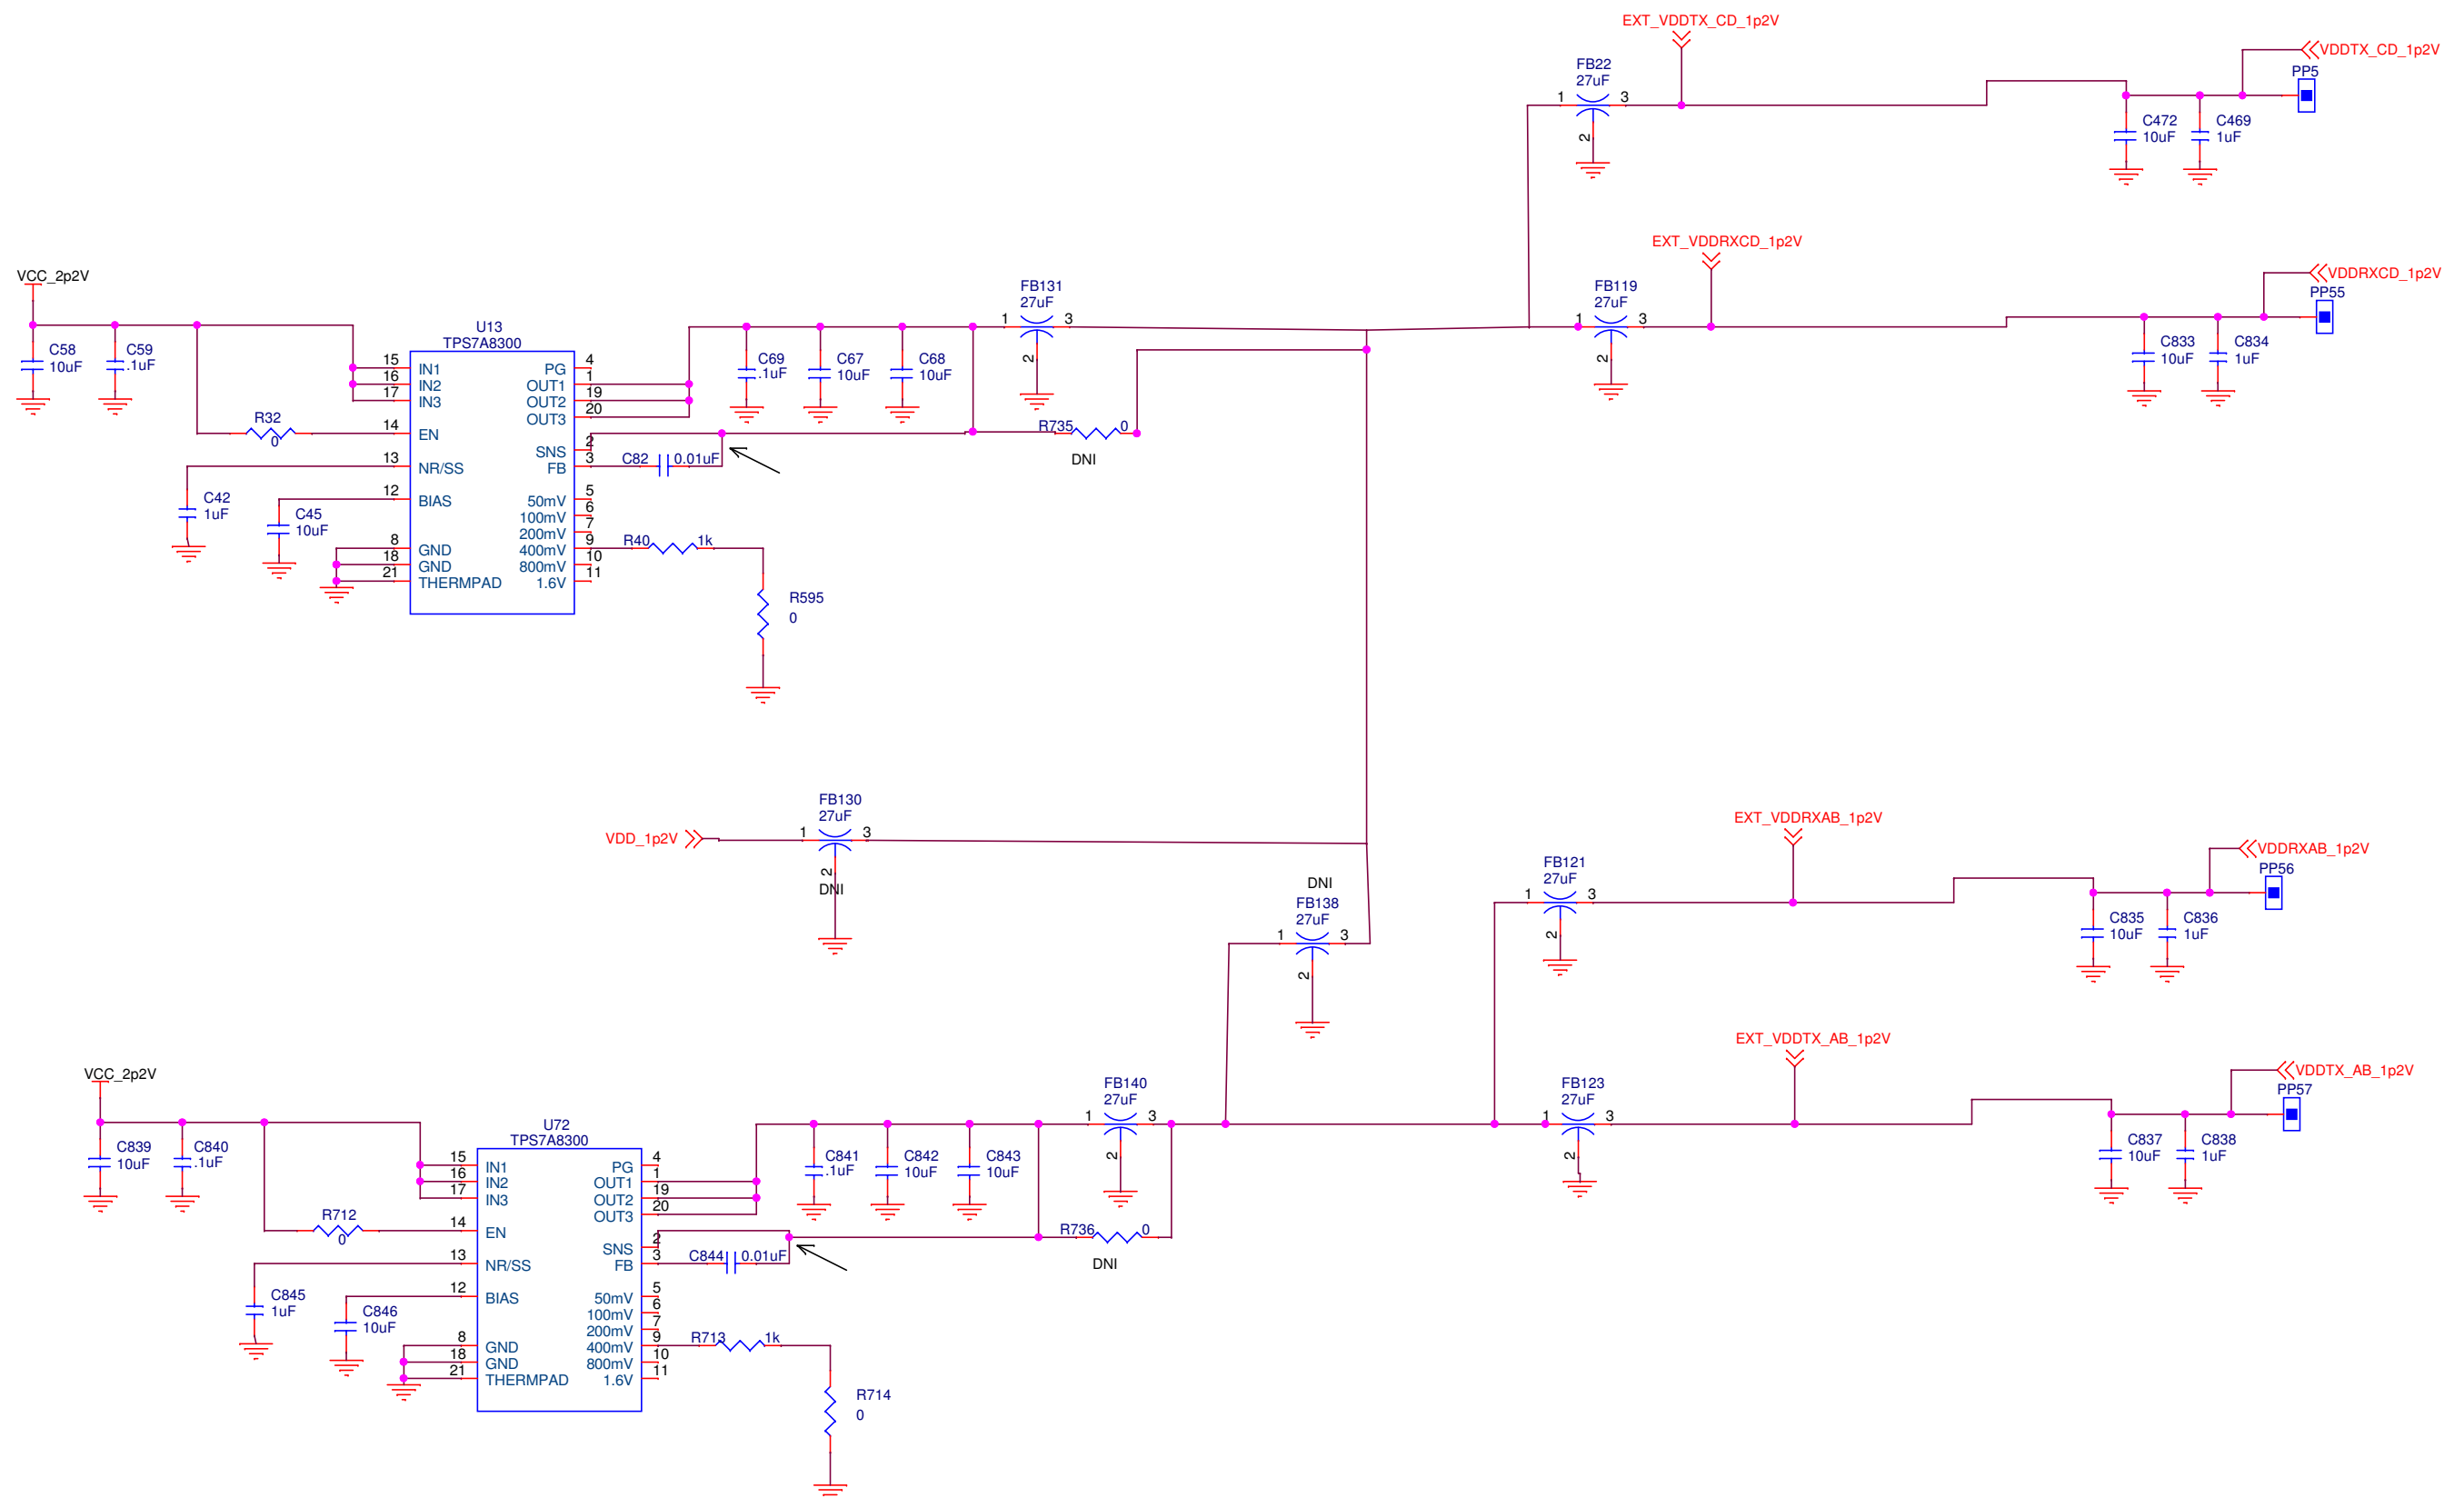 EXT_VDDTX_CD_1p2V
VDDTX_CD_1p2V
FB22
27uF
PP5
1
3
2
C472
10uF
C469
1uF
EXT_VDDRXCD_1p2V
VDDRXCD_1p2V
VCC_2p2V
FB131
27uF
FB119
27uF
PP55
1
3
2
1
3
2
U13
TPS7A8300
C58
10uF
C59
.1uF
C69
.1uF
C67
10uF
C68
10uF
C833
10uF
C834
1uF
15
IN1
16
IN2
17
IN3
14
EN
13
NR/SS
12
BIAS
8
GND
18
GND
21
THERMPAD
PG
4
OUT1
1
OUT2
19
OUT3
20
SNS
2
FB
3
50mV
5
100mV
6
200mV
7
400mV
9
800mV
10
1.6V
11
R32
0
R735
0
DNI
C82
0.01uF
C42
1uF
C45
10uF
R40
1k
R595
0
FB130
27uF
VDD_1p2V
1
3
2
DNI
EXT_VDDRXAB_1p2V
VDDRXAB_1p2V
FB121
27uF
PP56
1
3
2
DNI
FB138
27uF
1
3
2
C835
10uF
C836
1uF
EXT_VDDTX_AB_1p2V
VDDTX_AB_1p2V
VCC_2p2V
FB140
27uF
FB123
27uF
PP57
1
3
2
1
3
2
U72
TPS7A8300
C839
10uF
C840
.1uF
C841
.1uF
C842
10uF
C843
10uF
C837
10uF
C838
1uF
15
IN1
16
IN2
17
IN3
14
EN
13
NR/SS
12
BIAS
8
GND
18
GND
21
THERMPAD
PG
4
OUT1
1
OUT2
19
OUT3
20
SNS
2
FB
3
50mV
5
100mV
6
200mV
7
400mV
9
800mV
10
1.6V
11
R712
0
R736
0
DNI
C844
0.01uF
C845
1uF
C846
10uF
R713
1k
R714
0